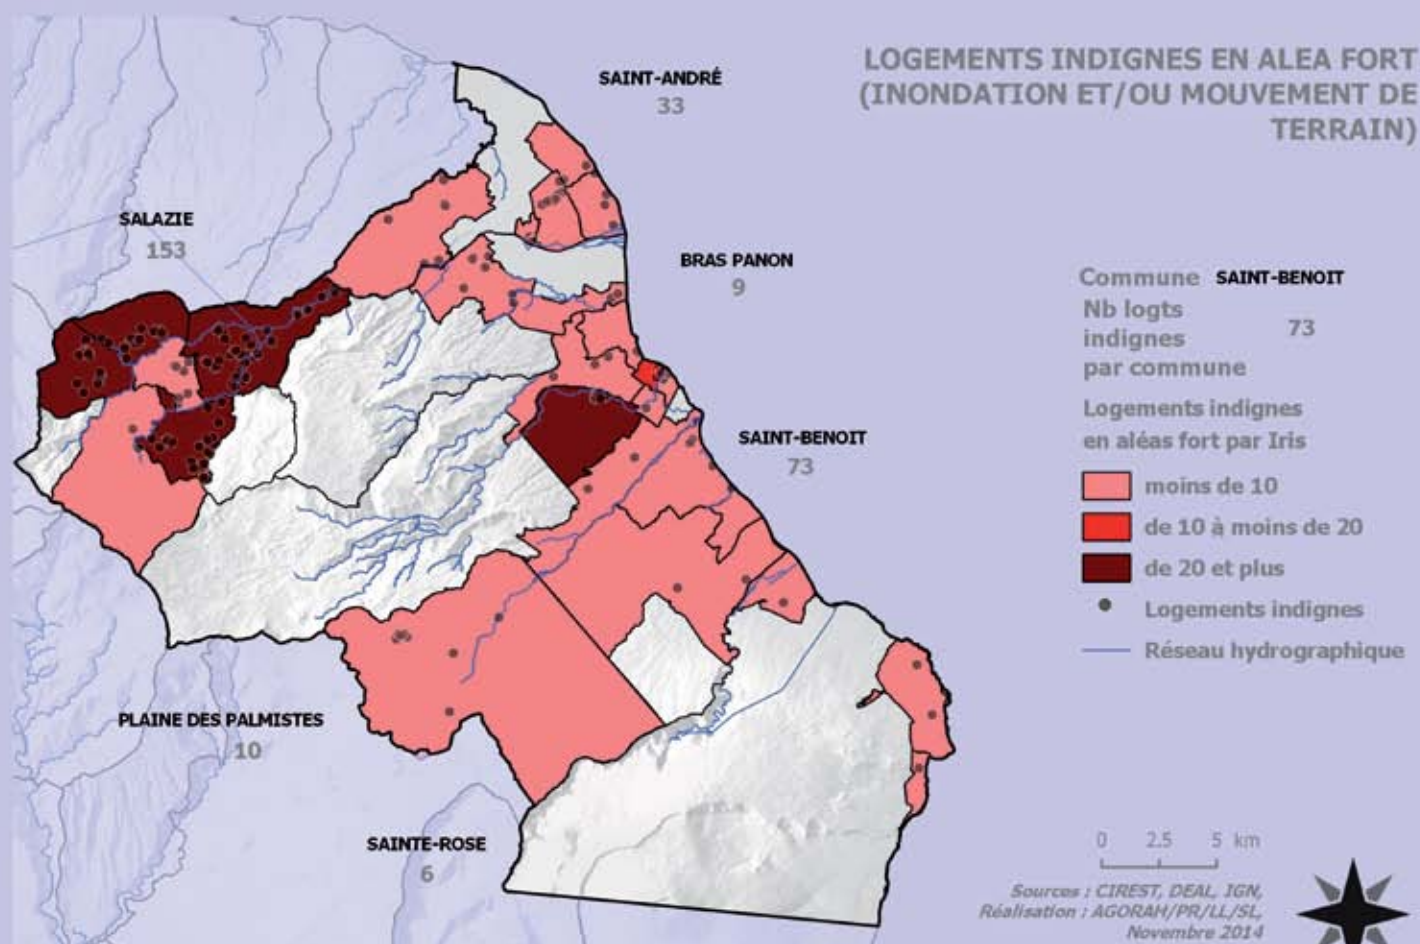 LOGEMENTS INDIGNES EN ALEA FORT
(INONDATION ET/OU MOUVEMENT DE
TERRAIN)
SAINT-ANDRÉ
33
SALAZIE
153
BRAS PANON
9
SAINT-BENOIT
73
PLAINE DES PALMISTES
10
SAINTE-ROSE
6
Commune SAINT-BENOIT
Nb logts
indignes
par commune
73
Logements indignes
en aléas fort par Iris
moins de 10
de 10 à moins de 20
de 20 et plus
Logements indignes
Réseau hydrographique
0 2.5 5 km
Sources : CIREST, DEAL, IGN,
Réalisation : AGORAH/PR/LL/SL,
Novembre 2014